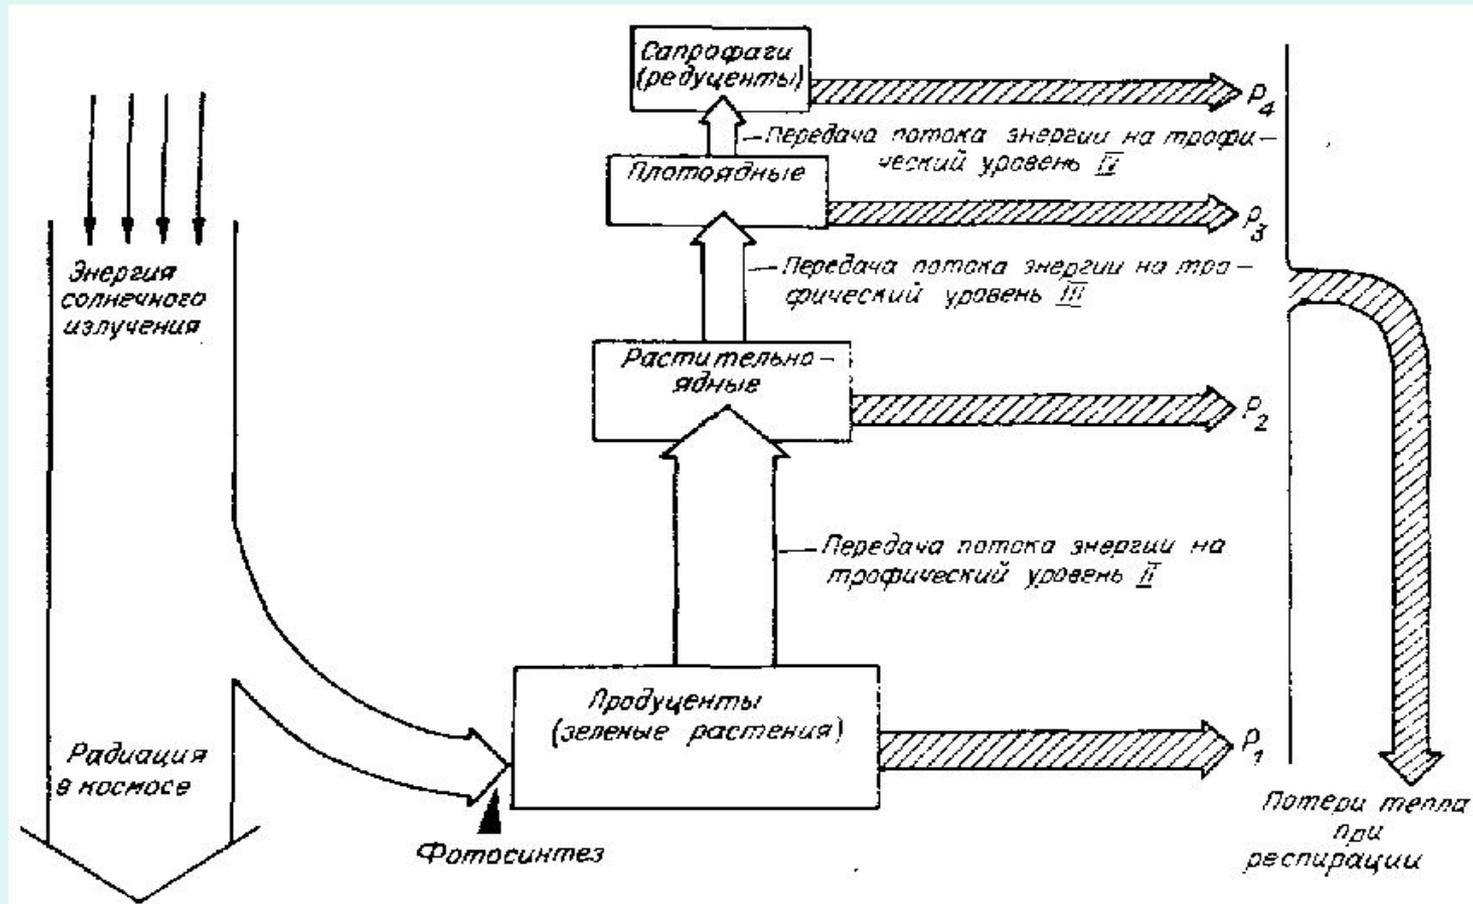 Сапрофаги
(редуценты)
P4
Передача потока энергии на трофи-
ческий уровень IV
Плотоядные
P3
Передача потока энергии на тро-
фический уровень III
Энергия
солнечного
излучения
Раститтельно-
ядные
P2
Передача потока энергии на
трофический уровень II
Продуценты
(зеленые растения)
P1
Радиация
в космосе
Фотосинтез
Потери тепла
при
респирации